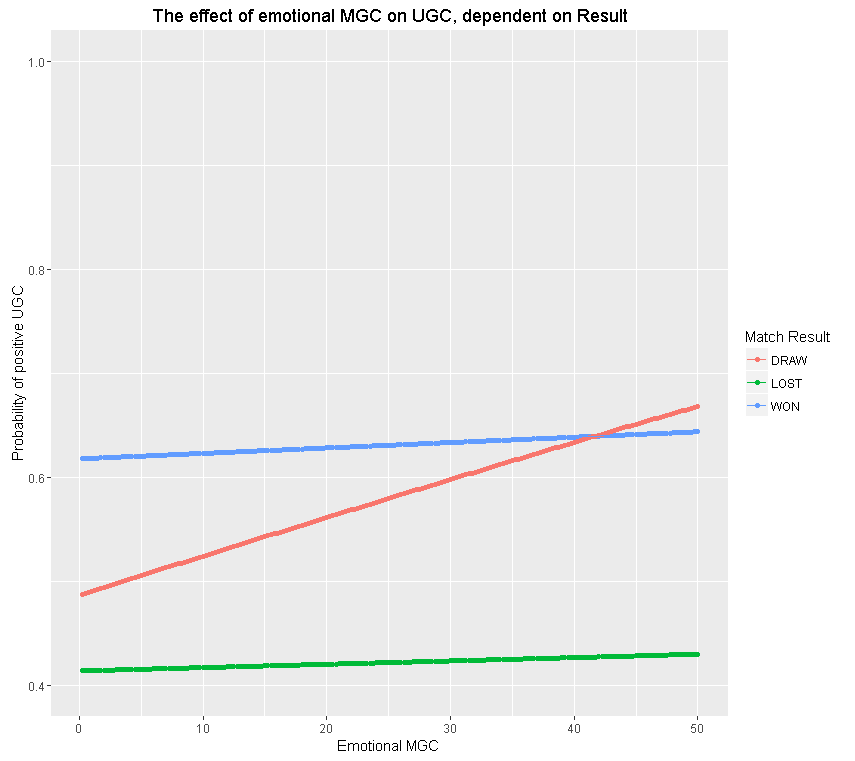 The effect of emotional MGC on UGC, dependent on Result
1.0
0.8
0.6
0.4
Probability of positive UGC
0
10
20
30
40
50
Emotional MGC
Match Result
DRAW
LOST
WON